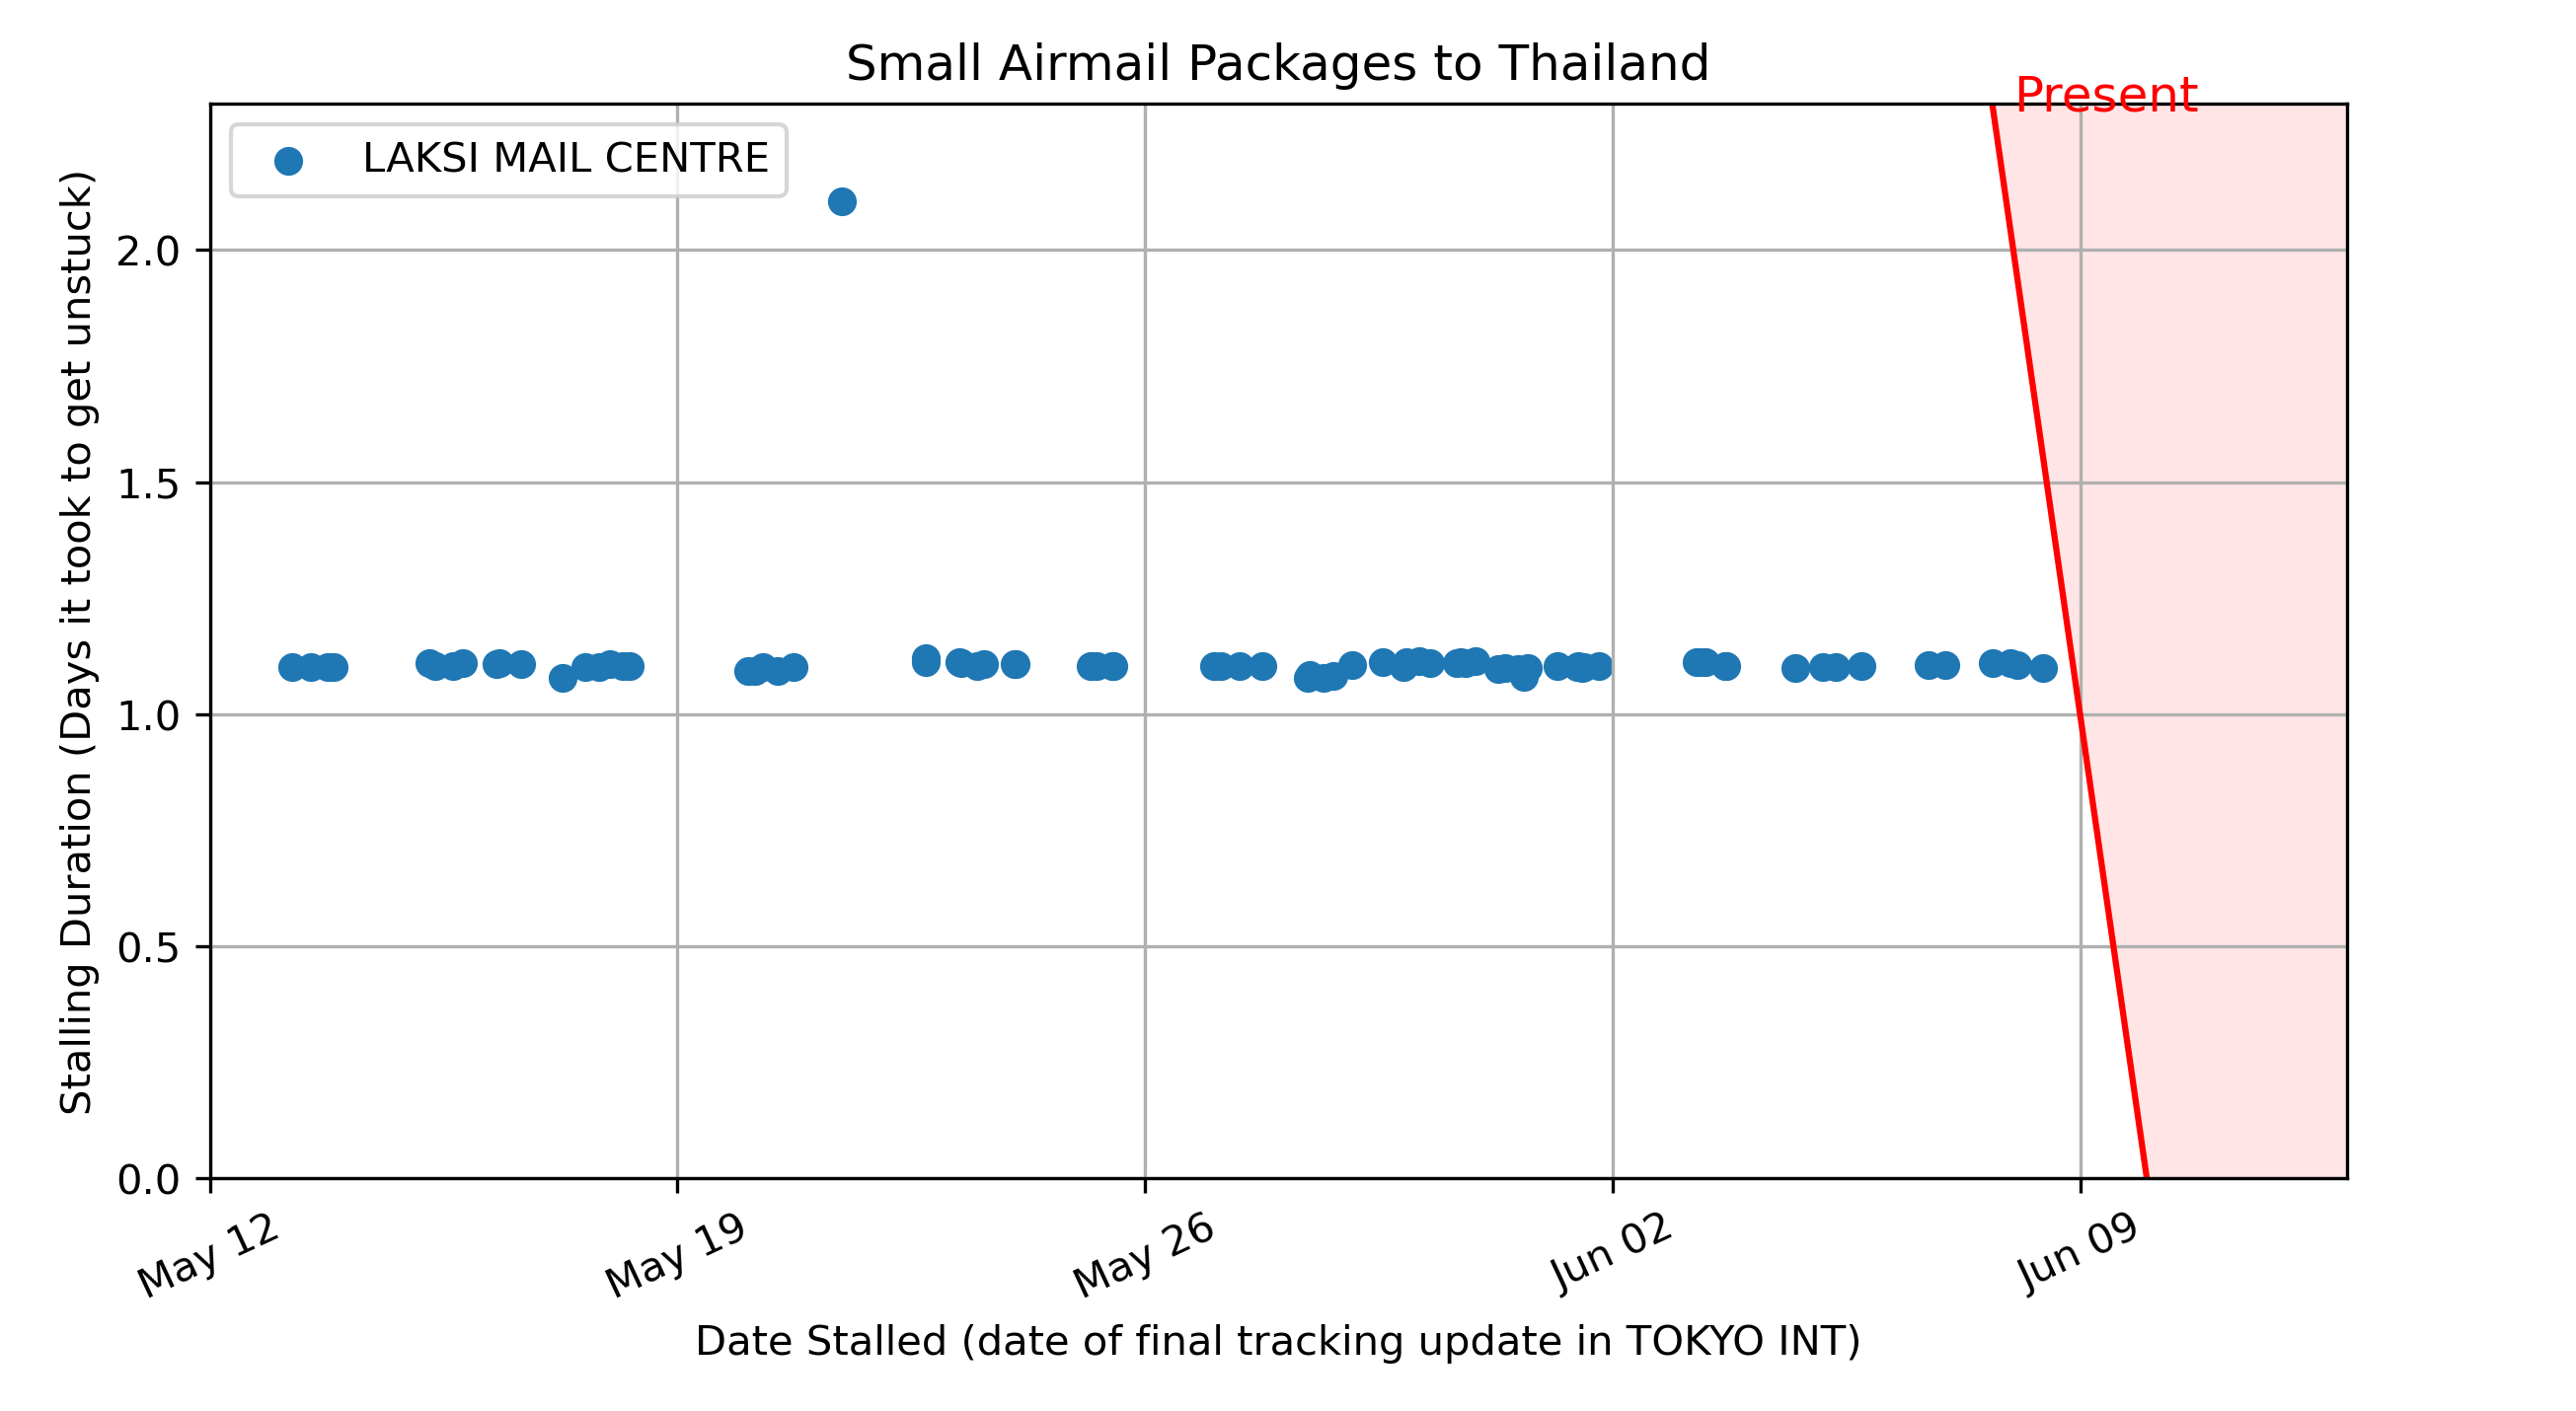 Small Airmail Packages to Thailand
Present
LAKSI MAIL CENTRE
Stalling Duration (Days it took to get unstuck)
2.0
1.5
1.0
0.5
0.0
May 12
May 19
May 26
Jun 02
Jun 09
Date Stalled (date of final tracking update in TOKYO INT)